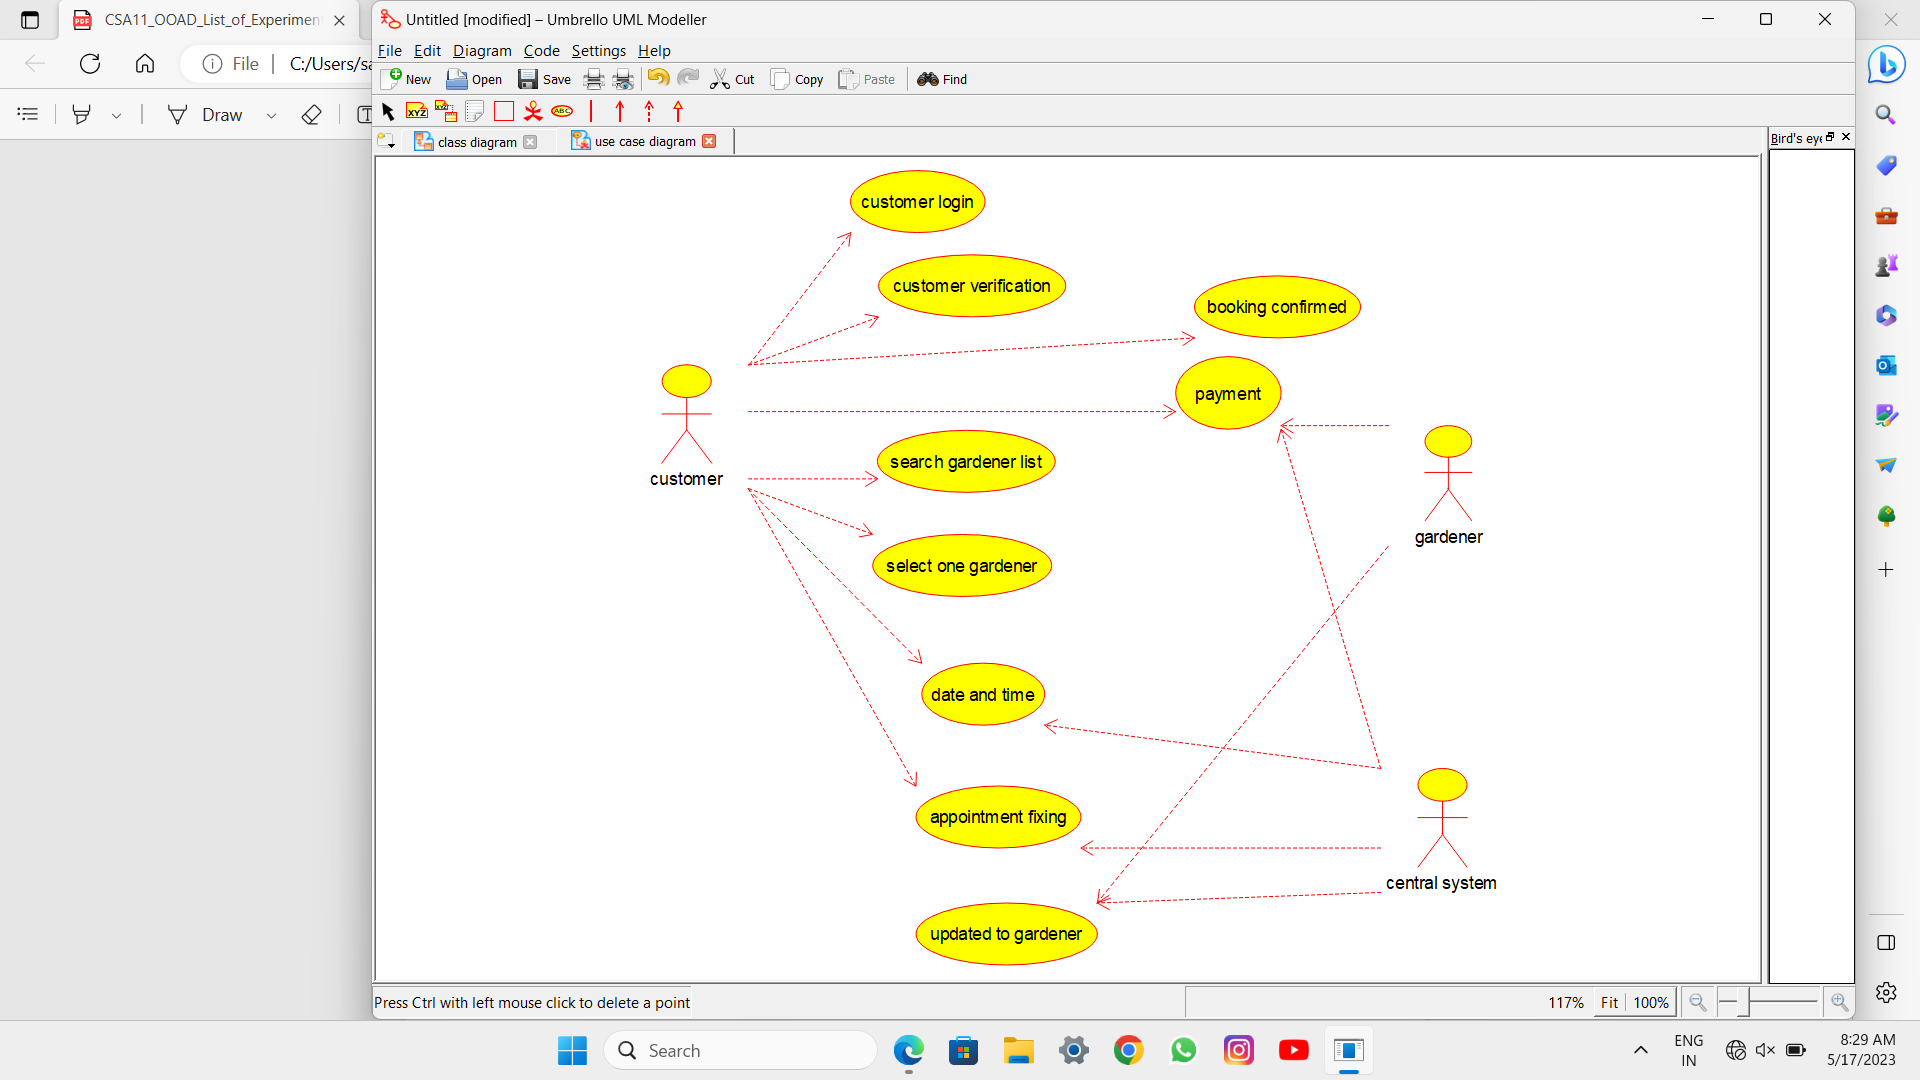 CSA11_OOAD_List_of_Experimen
File
C:/Users/sa
Draw
Untitled [modified] – Umbrello UML Modeller
File Edit Diagram Code Settings Help
New Open Save Cut Copy Paste Find
XYZ XYZ ABC
class diagram
use case diagram
Bird's eye
customer login
customer verification
booking confirmed
payment
search gardener list
customer
gardener
select one gardener
date and time
appointment fixing
central system
updated to gardener
Press Ctrl with left mouse click to delete a point
117% Fit 100%
Search
ENG
IN
8:29 AM
5/17/2023